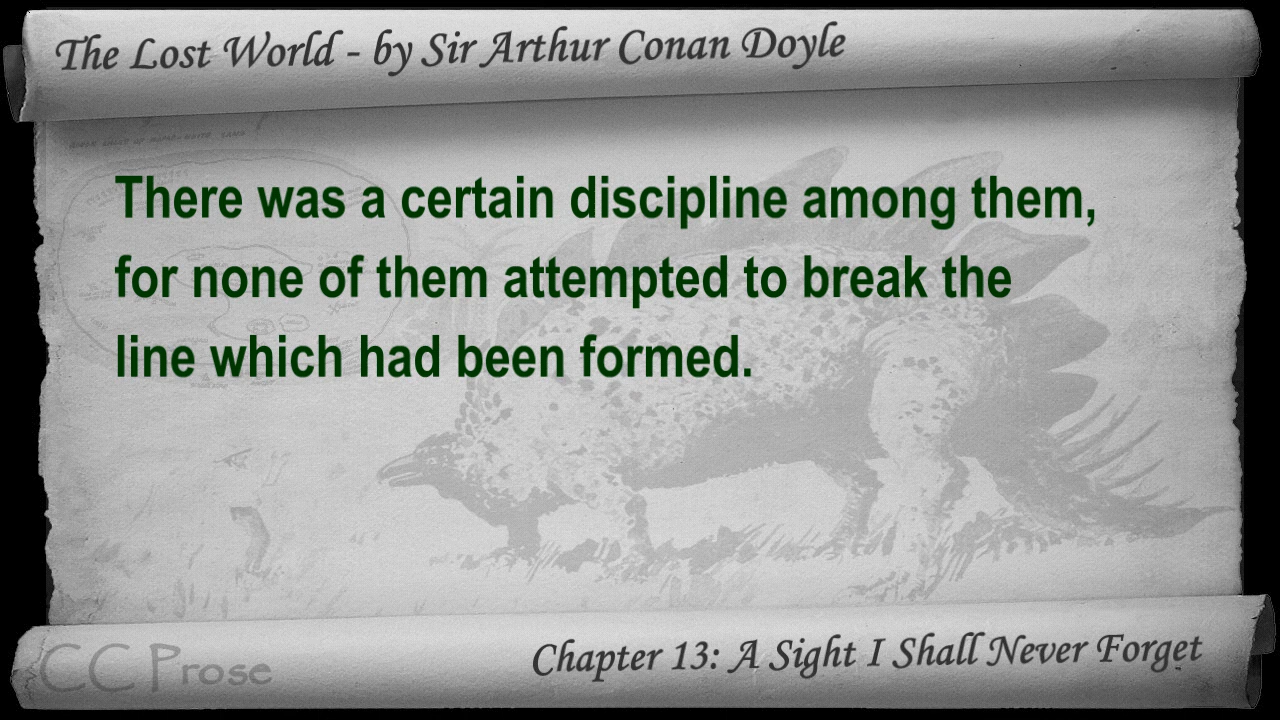 The Lost World - by Sir Arthur Conan Doyle
There was a certain discipline among them,
for none of them attempted to break the
line which had been formed.
CC Prose
Chapter 13: A Sight I Shall Never Forget